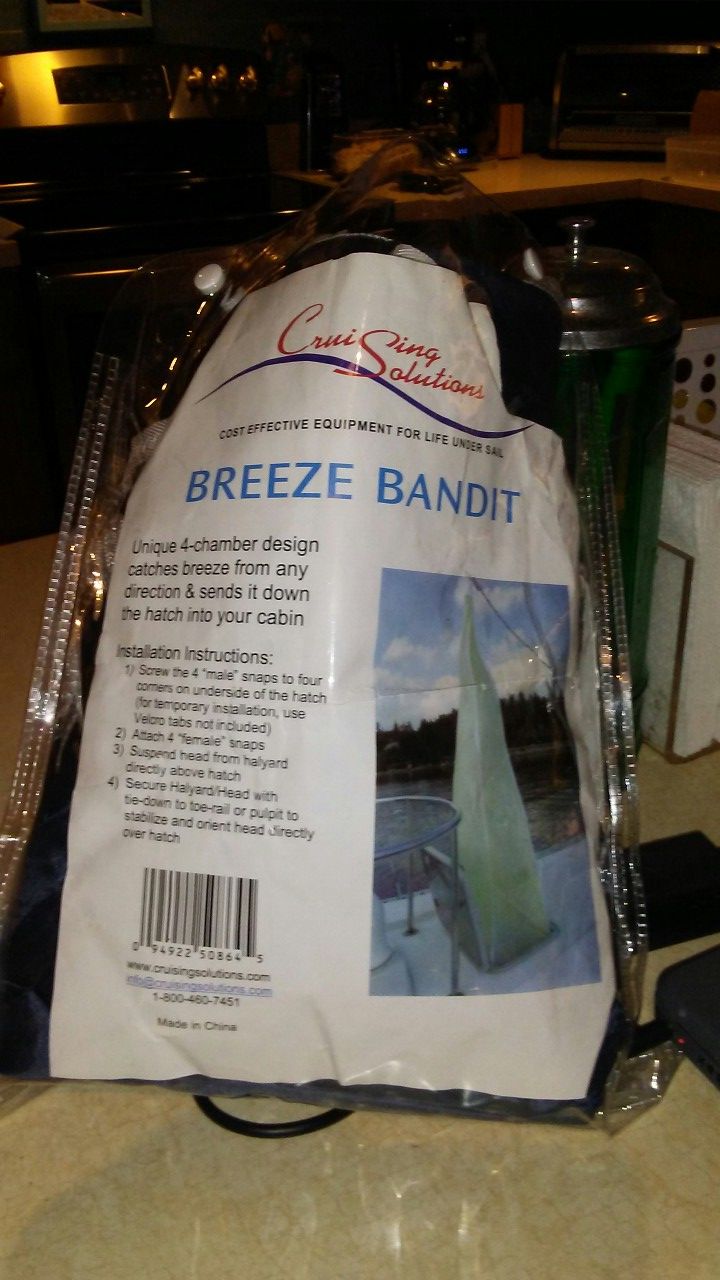 CruiSing
Solutions
COST EFFECTIVE EQUIPMENT FOR LIFE UNDER SAIL
BREEZE BANDIT
Unique 4-chamber design
catches breeze from any
direction & sends it down
the hatch into your cabin
Installation Instructions:
1) Screw the 4 "male" snaps to four
corners on underside of the hatch
(for temporary installation, use
Velcro tabs not included)
2) Attach 4 "female" snaps
3) Suspend head from halyard
directly above hatch
4) Secure Halyard/Head with
tie-down to toe-rail or pulpit to
stabilize and orient head directly
over hatch
0 94922 50864 5
www.cruisingsolutions.com
info@cruisingsolutions.com
1-800-460-7451
Made in China